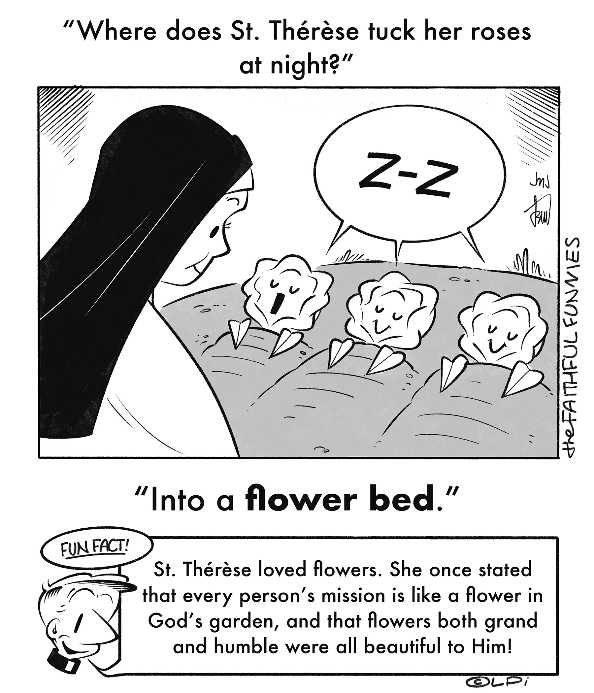 “Where does St. Thérèse tuck her roses
at night?”
Z-Z
theFAITHFUL FUNNIES
“Into a flower bed.”
FUN FACT!
St. Thérèse loved flowers. She once stated
that every person’s mission is like a flower in
God’s garden, and that flowers both grand
and humble were all beautiful to Him!
©LPi